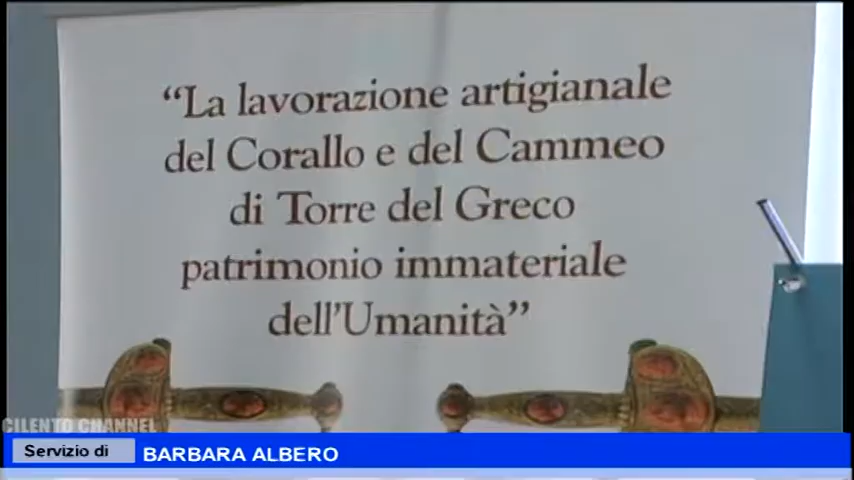 “La lavorazione artigianale
del Corallo e del Cammeo
di Torre del Greco
patrimonio immateriale
dell'Umanità”
CILENTO CHANNEL
Servizio di BARBARA ALBERO